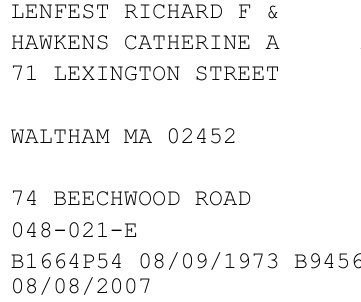 LENFEST RICHARD F &
HAWKENS CATHERINE A
71 LEXINGTON STREET
WALTHAM MA 02452
74 BEECHWOOD ROAD
048-021-E
B1664P54 08/09/1973 B9456
08/08/2007